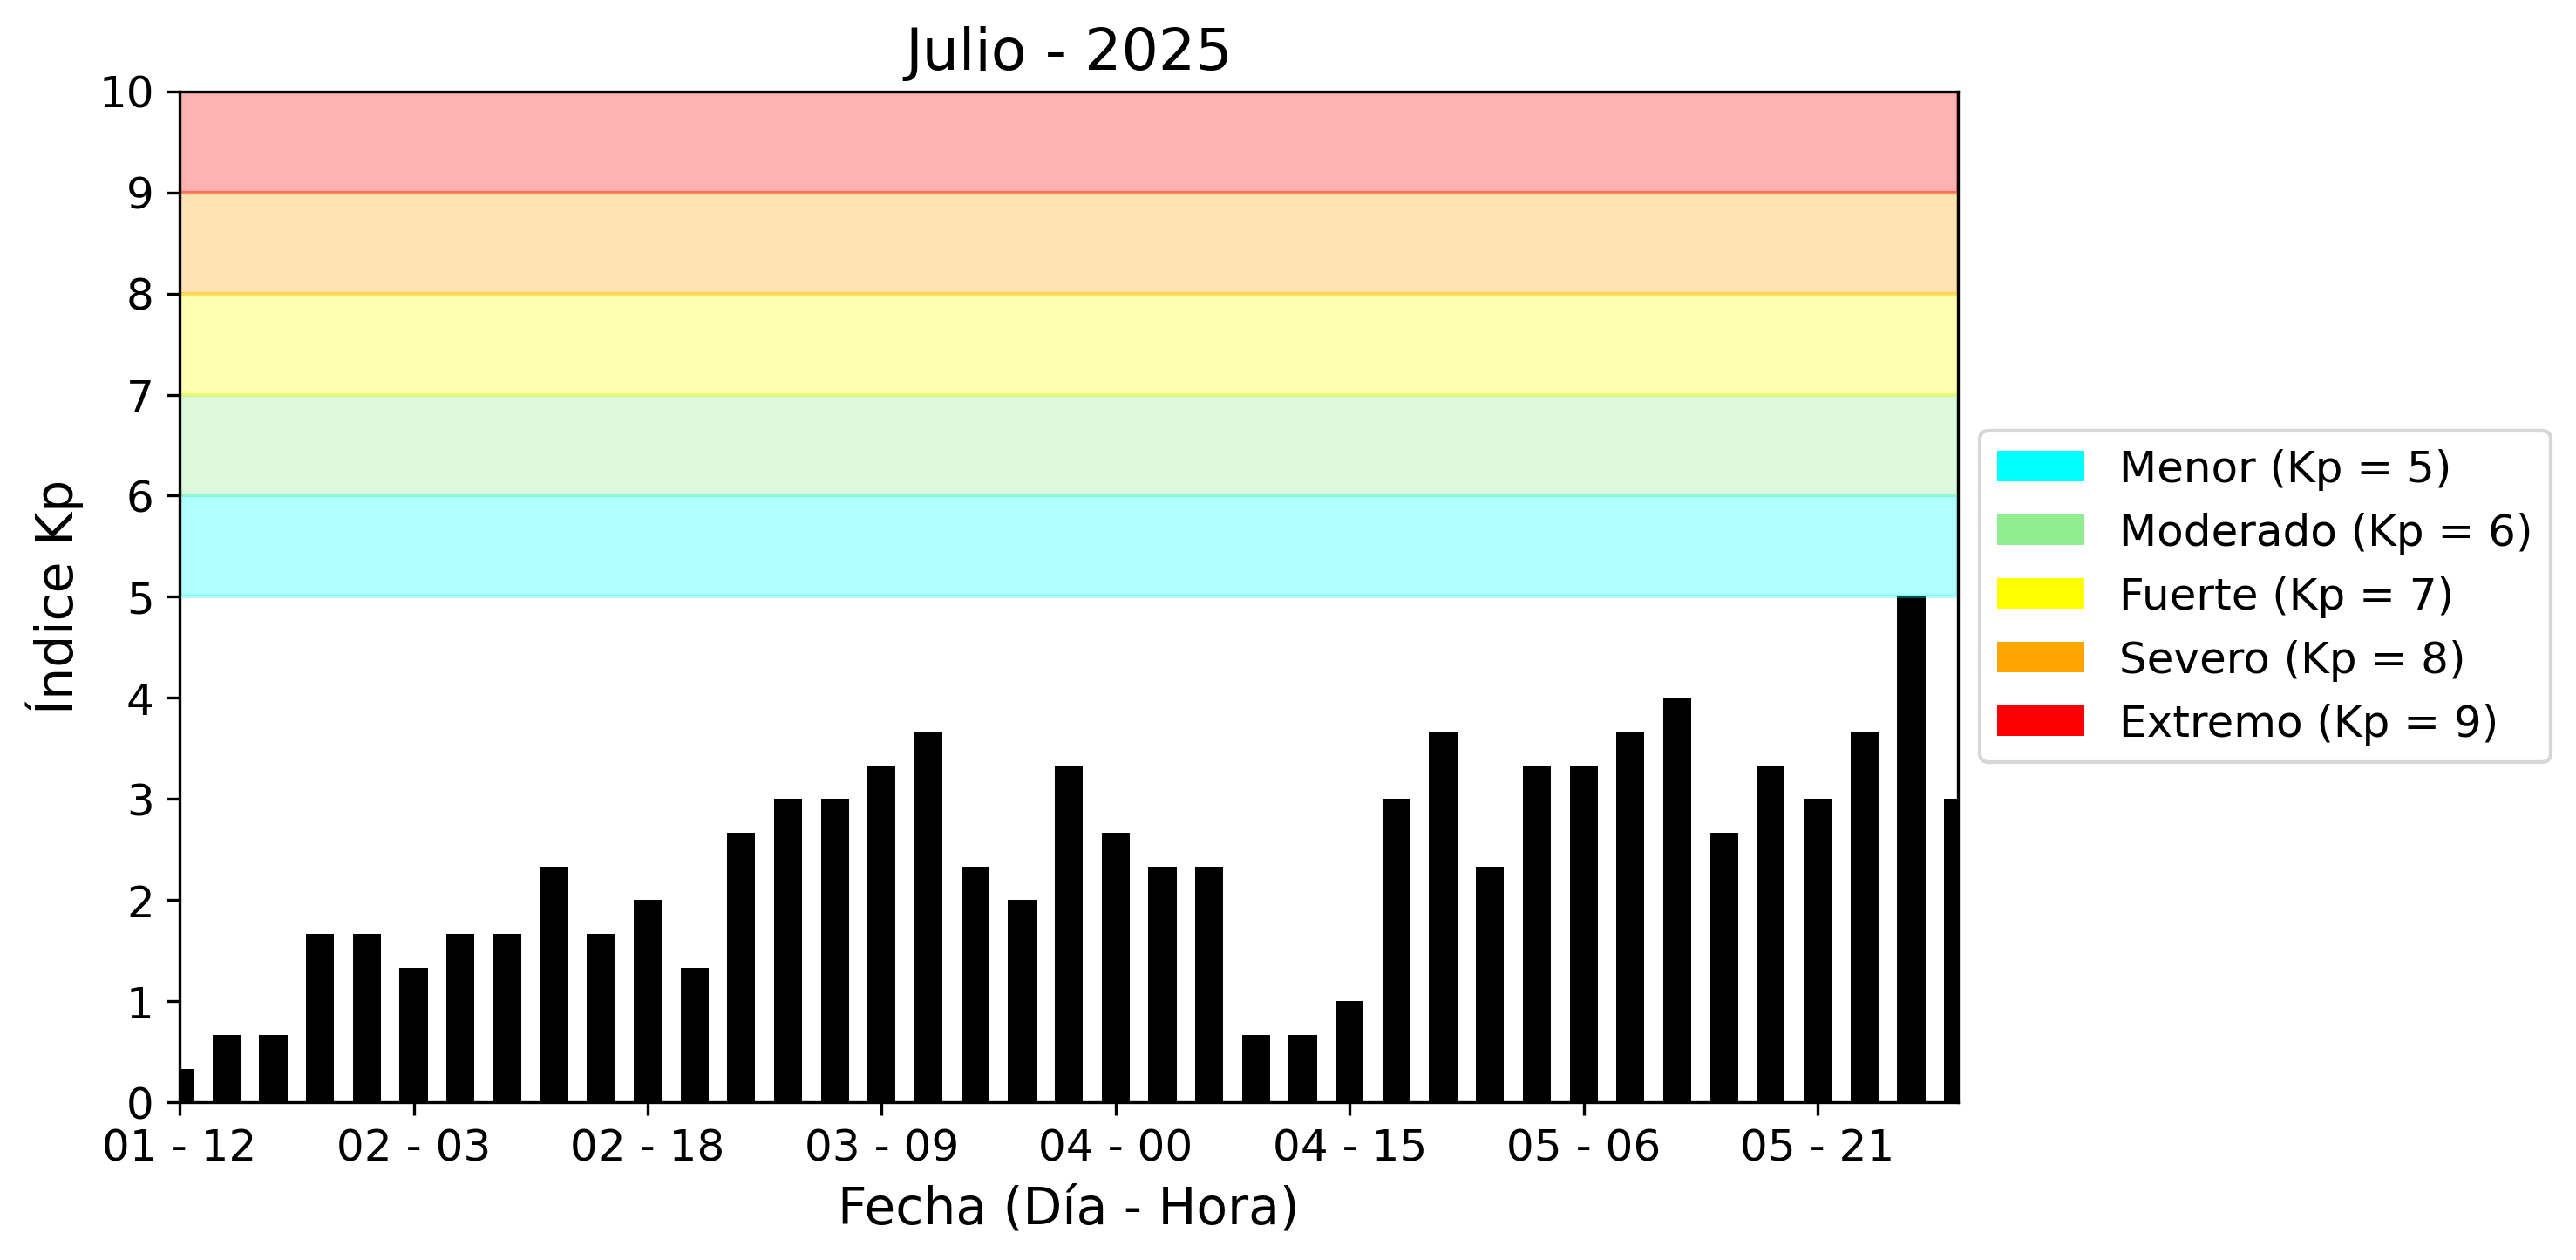 Julio - 2025
10
9
8
7
6
5
4
3
2
1
0
Índice Kp
01 - 12
02 - 03
02 - 18
03 - 09
04 - 00
04 - 15
05 - 06
05 - 21
Fecha (Día - Hora)
Menor (Kp = 5)
Moderado (Kp = 6)
Fuerte (Kp = 7)
Severo (Kp = 8)
Extremo (Kp = 9)